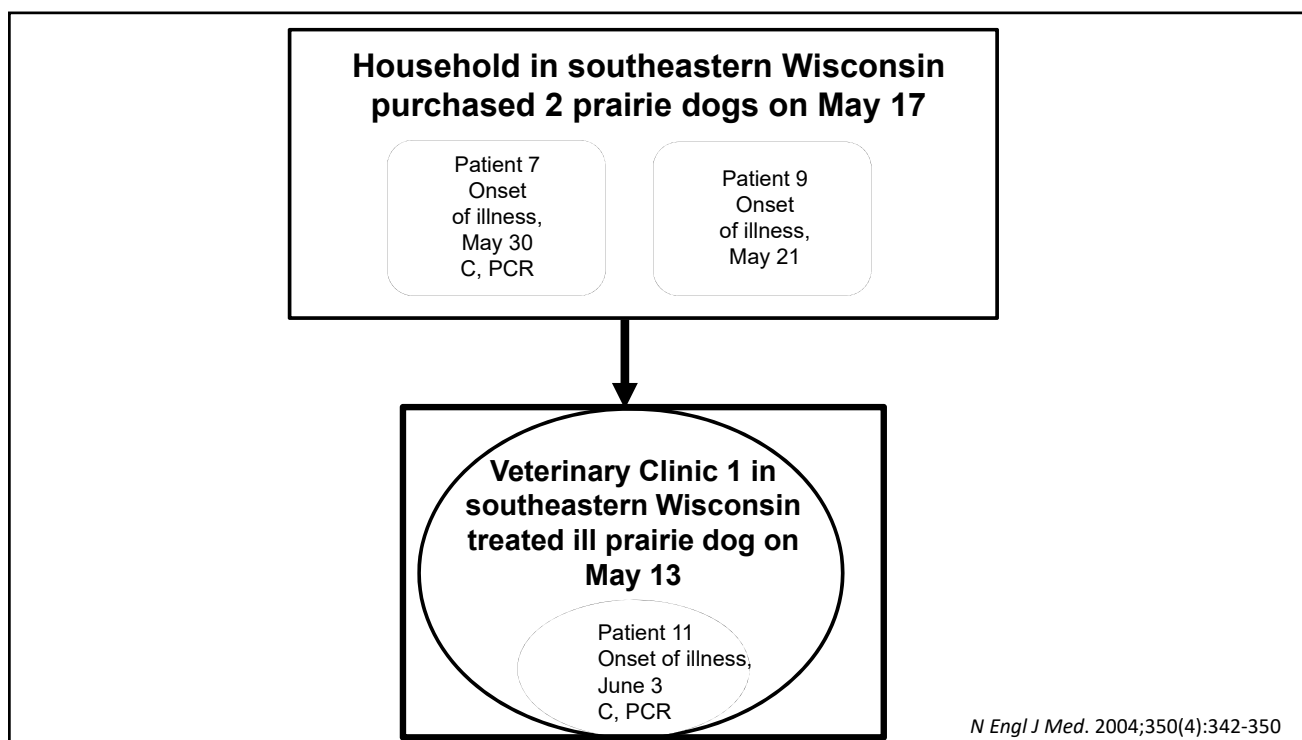 Household in southeastern Wisconsin
purchased 2 prairie dogs on May 17
Patient 7
Onset
of illness,
May 30
C, PCR
Patient 9
Onset
of illness,
May 21
Veterinary Clinic 1 in
southeastern Wisconsin
treated ill prairie dog on
May 13
Patient 11
Onset of illness,
June 3
C, PCR
N Engl J Med. 2004;350(4):342-350